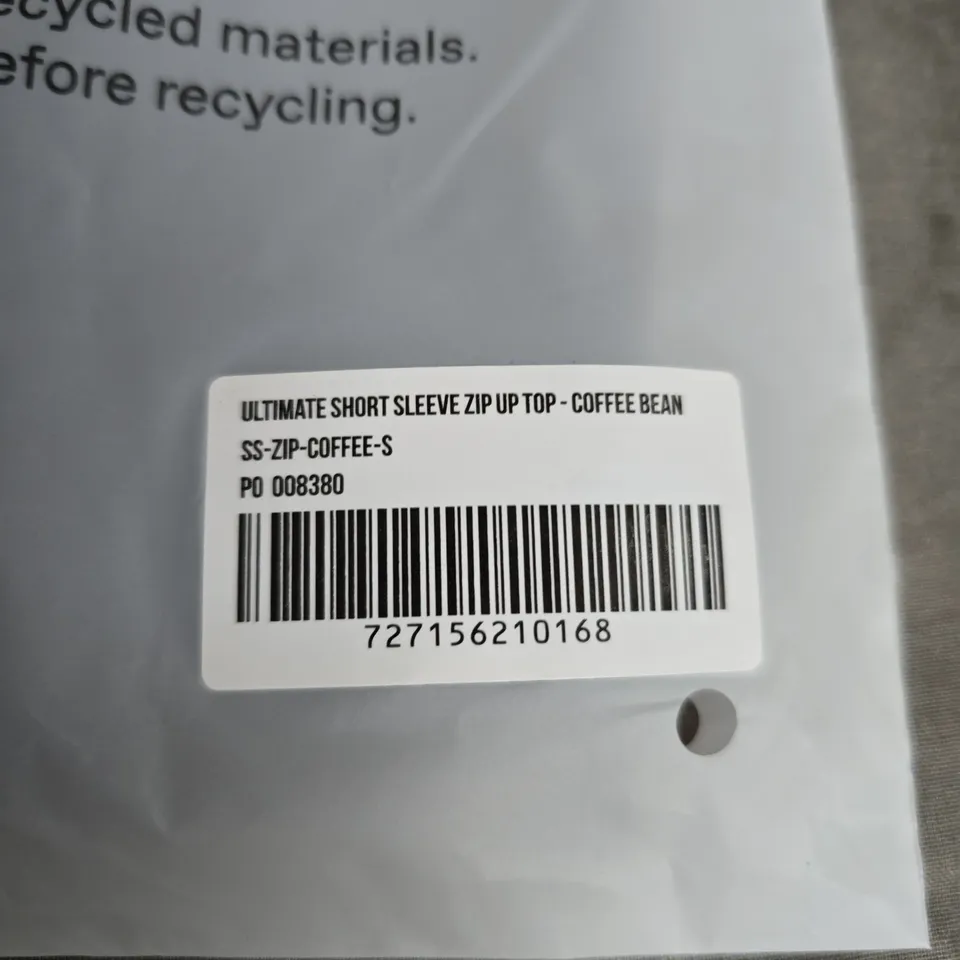 ecycled materials.
efore recycling.
ULTIMATE SHORT SLEEVE ZIP UP TOP - COFFEE BEAN
SS-ZIP-COFFEE-S
PO 008380
727156210168